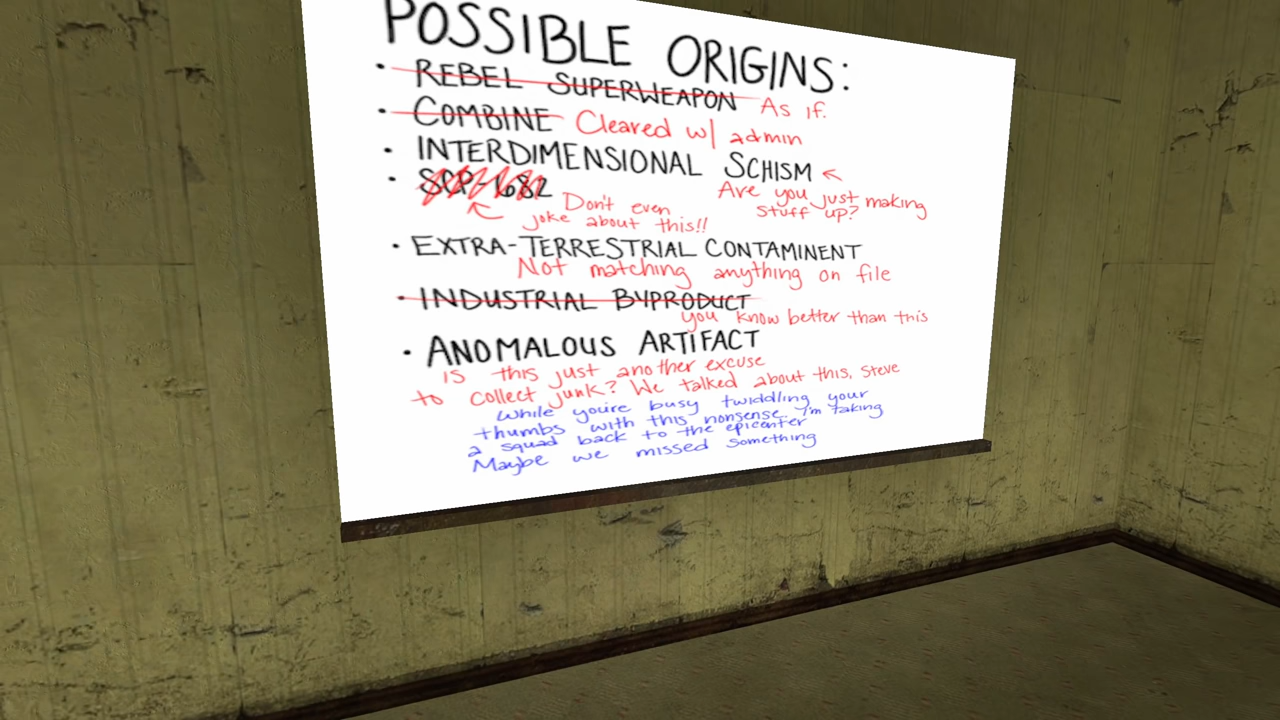 POSSIBLE ORIGINS:
• REBEL SUPERWEAPON As if.
• COMBINE Cleared w/ admin
• INTERDIMENSIONAL SCHISM
Are you just making
stuff up?
• SCP-1682
Don't even
joke about this!!
• EXTRA-TERRESTRIAL CONTAMINENT
Not matching anything on file
• INDUSTRIAL BYPRODUCT
you know better than this
• ANOMALOUS ARTIFACT
is this just another excuse
to collect junk? We talked about this, Steve
While you're busy twiddling your
thumbs with this nonsense I'm taking
a squad back to the epicenter
Maybe we missed something